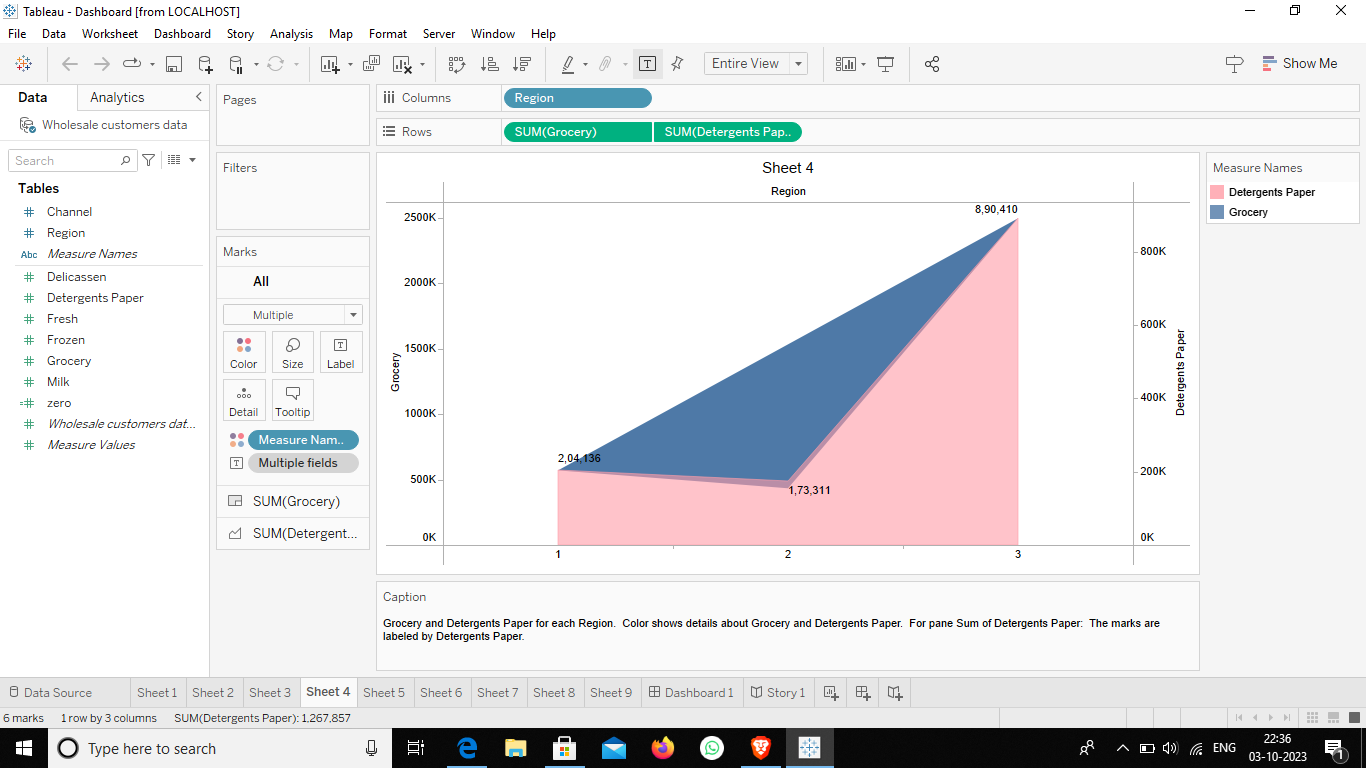 Tableau - Dashboard [from LOCALHOST]
File Data Worksheet Dashboard Story Analysis Map Format Server Window Help
Entire View
Show Me
Data
Analytics
Wholesale customers data
Search
Tables
Channel
Region
Abc Measure Names
Delicassen
Detergents Paper
Fresh
Frozen
Grocery
Milk
zero
Wholesale customers dat...
Measure Values
Pages
Filters
Marks
All
Multiple
Color Size Label
Detail Tooltip
Measure Nam..
Multiple fields
SUM(Grocery)
SUM(Detergent...
Columns Region
Rows SUM(Grocery) SUM(Detergents Pap..
Sheet 4
Region
Grocery
2500K
2000K
1500K
1000K
500K
0K
8,90,410
2,04,136
1,73,311
1 2 3
800K
600K
400K
200K
0K
Detergents Paper
Measure Names
Detergents Paper
Grocery
Caption
Grocery and Detergents Paper for each Region. Color shows details about Grocery and Detergents Paper. For pane Sum of Detergents Paper: The marks are
labeled by Detergents Paper.
Data Source Sheet 1 Sheet 2 Sheet 3 Sheet 4 Sheet 5 Sheet 6 Sheet 7 Sheet 8 Sheet 9 Dashboard 1 Story 1
6 marks 1 row by 3 columns SUM(Detergents Paper): 1,267,857
Type here to search
ENG
22:36
03-10-2023
1